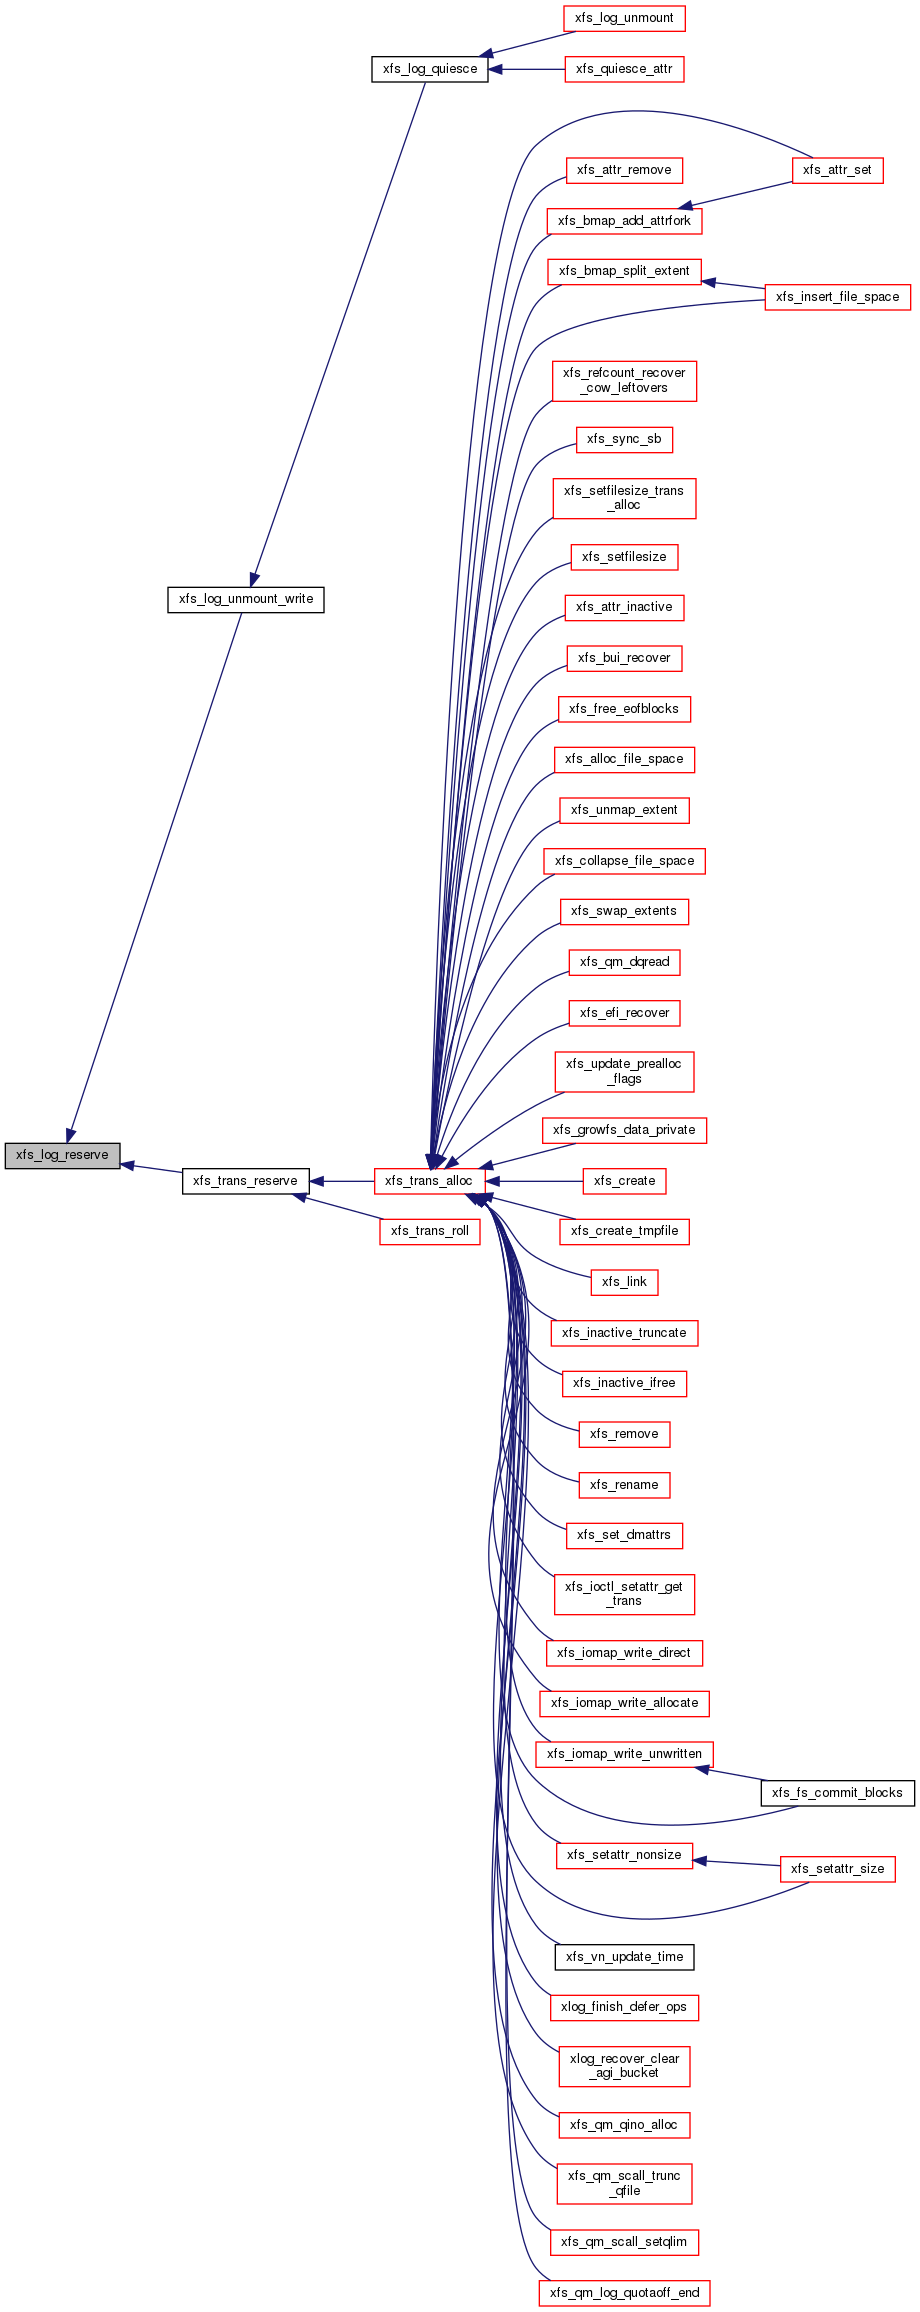 xfs_log_unmount
xfs_log_quiesce
xfs_quiesce_attr
xfs_attr_remove
xfs_attr_set
xfs_bmap_add_attrfork
xfs_bmap_split_extent
xfs_insert_file_space
xfs_refcount_recover
_cow_leftovers
xfs_sync_sb
xfs_setfilesize_trans
_alloc
xfs_setfilesize
xfs_attr_inactive
xfs_log_unmount_write
xfs_bui_recover
xfs_free_eofblocks
xfs_alloc_file_space
xfs_unmap_extent
xfs_collapse_file_space
xfs_swap_extents
xfs_qm_dqread
xfs_efi_recover
xfs_update_prealloc
_flags
xfs_growfs_data_private
xfs_log_reserve
xfs_trans_reserve
xfs_trans_alloc
xfs_create
xfs_trans_roll
xfs_create_tmpfile
xfs_link
xfs_inactive_truncate
xfs_inactive_ifree
xfs_remove
xfs_rename
xfs_set_dmattrs
xfs_ioctl_setattr_get
_trans
xfs_iomap_write_direct
xfs_iomap_write_allocate
xfs_iomap_write_unwritten
xfs_fs_commit_blocks
xfs_setattr_nonsize
xfs_setattr_size
xfs_vn_update_time
xlog_finish_defer_ops
xlog_recover_clear
_agi_bucket
xfs_qm_qino_alloc
xfs_qm_scall_trunc
_qfile
xfs_qm_scall_setqlim
xfs_qm_log_quotaoff_end